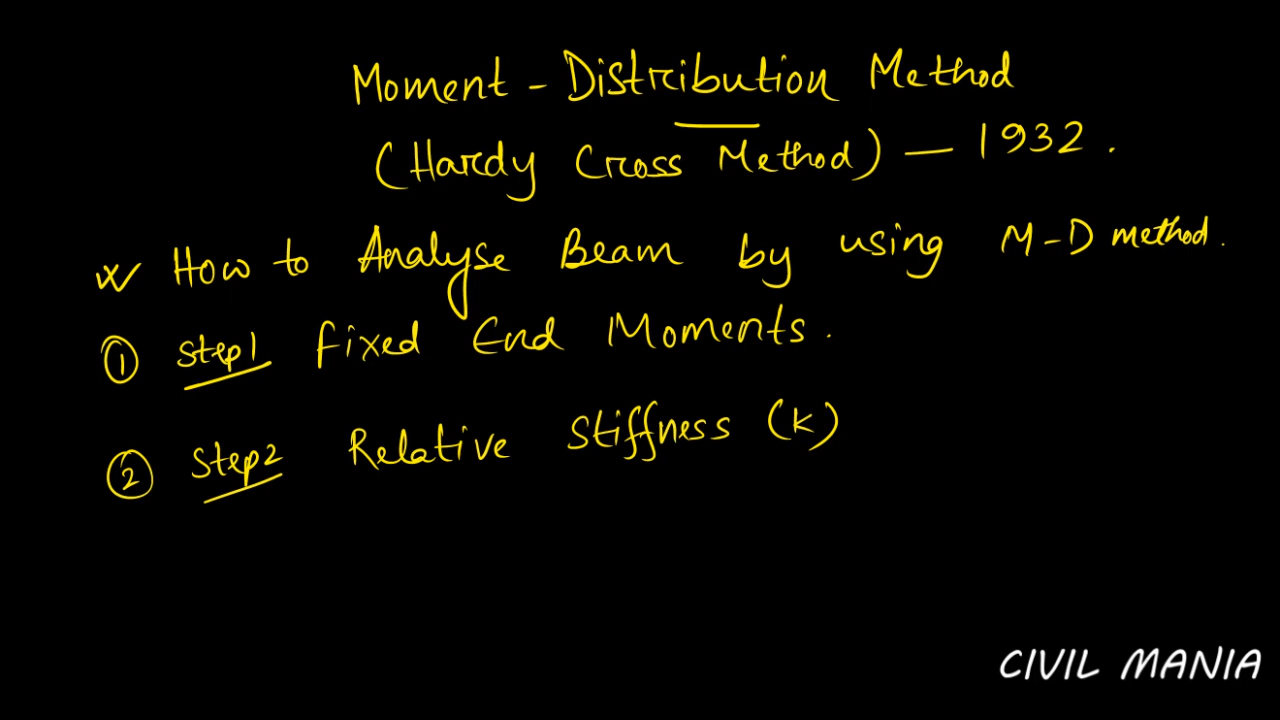 Moment - Distribution Method
(Hardy Cross Method) — 1932.
How to Analyse Beam by using M-D method.
① Step1 Fixed End Moments.
② Step2 Relative Stiffness (K)
CIVIL MANIA